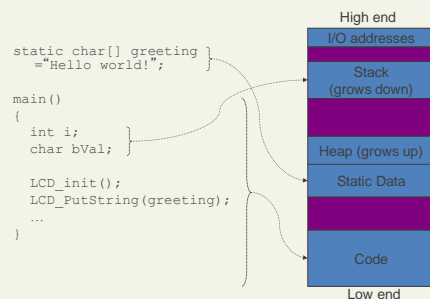 static char[] greeting
="Hello world!";
main()
{
int i;
char bVal;
LCD_init();
LCD_PutString(greeting);
…
}
High end
I/O addresses
Stack
(grows down)
Heap (grows up)
Static Data
Code
Low end